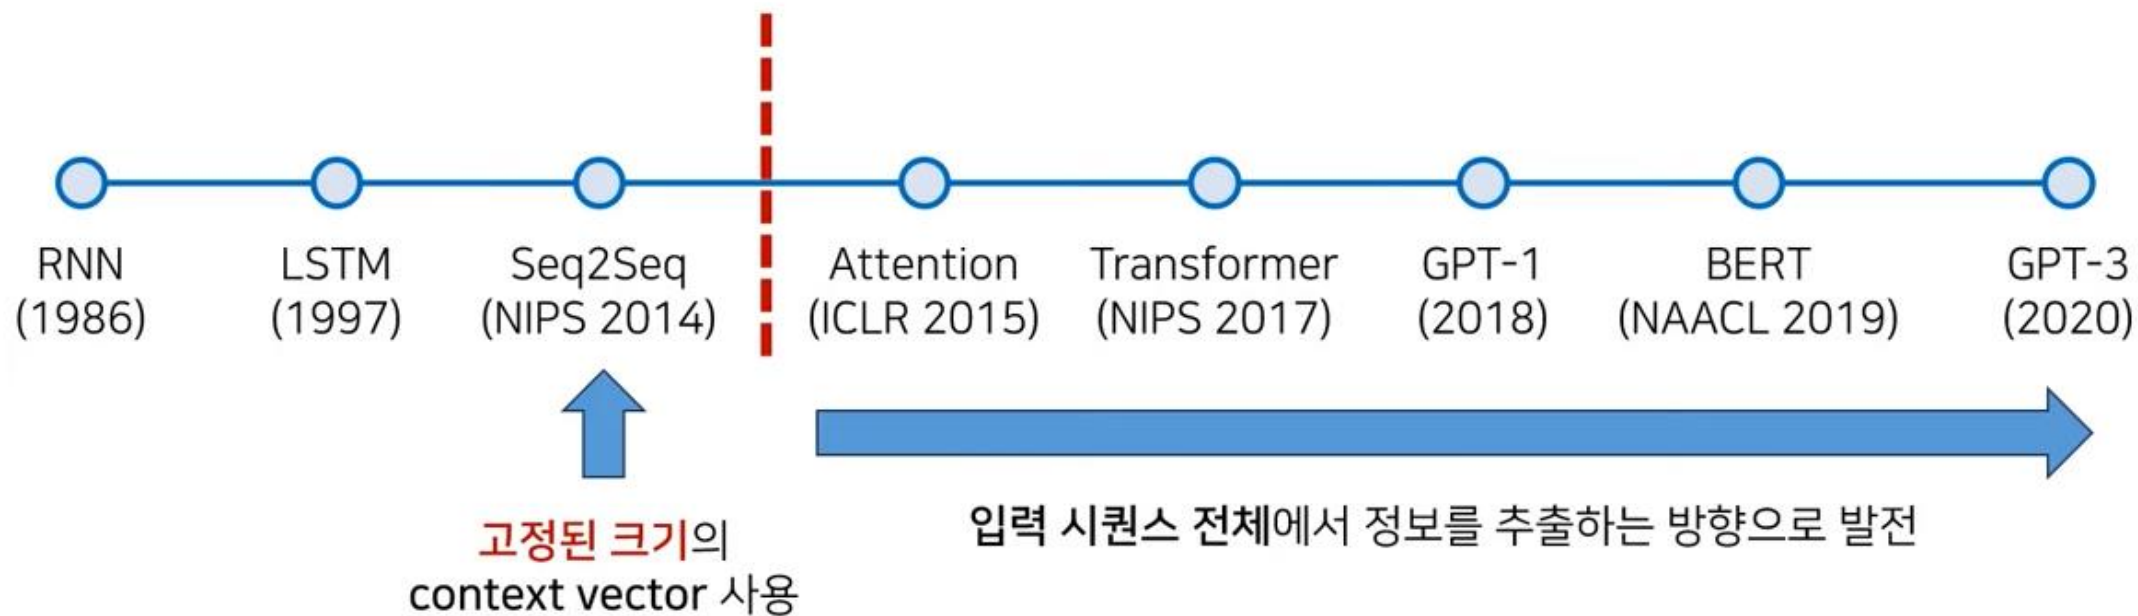 RNN
(1986)
LSTM
(1997)
Seq2Seq
(NIPS 2014)
Attention
(ICLR 2015)
Transformer
(NIPS 2017)
GPT-1
(2018)
BERT
(NAACL 2019)
GPT-3
(2020)
고정된 크기의
context vector 사용
입력 시퀀스 전체에서 정보를 추출하는 방향으로 발전